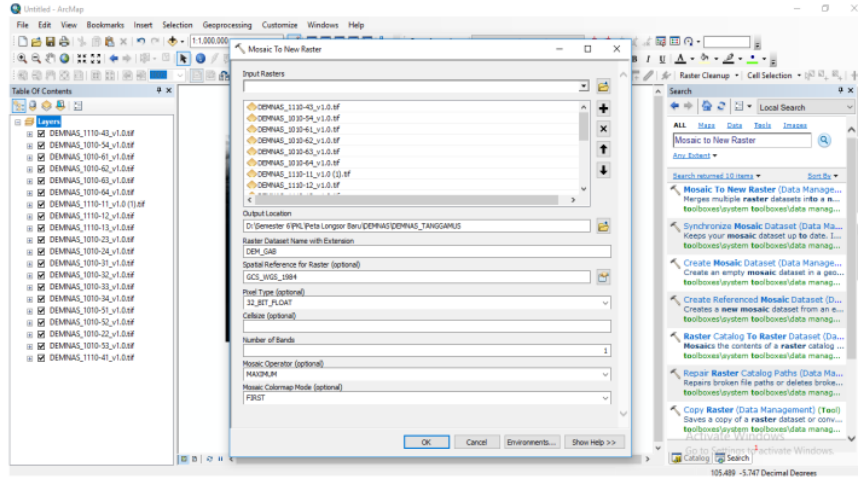 Untitled - ArcMap
File Edit View Bookmarks Insert Selection Geoprocessing Customize Windows Help
1:1,000,000
Raster Cleanup Cell Selection
Table Of Contents
Layers
DEMNAS_1110-43_v1.0.tif
DEMNAS_1010-54_v1.0.tif
DEMNAS_1010-61_v1.0.tif
DEMNAS_1010-62_v1.0.tif
DEMNAS_1010-63_v1.0.tif
DEMNAS_1010-64_v1.0.tif
DEMNAS_1110-11_v1.0 (1).tif
DEMNAS_1110-12_v1.0.tif
DEMNAS_1110-13_v1.0.tif
DEMNAS_1010-23_v1.0.tif
DEMNAS_1010-24_v1.0.tif
DEMNAS_1010-31_v1.0.tif
DEMNAS_1010-32_v1.0.tif
DEMNAS_1010-33_v1.0.tif
DEMNAS_1010-34_v1.0.tif
DEMNAS_1010-51_v1.0.tif
DEMNAS_1010-52_v1.0.tif
DEMNAS_1010-22_v1.0.tif
DEMNAS_1010-53_v1.0.tif
DEMNAS_1110-41_v1.0.tif
Mosaic To New Raster
Input Rasters
DEMNAS_1110-43_v1.0.tif
DEMNAS_1010-54_v1.0.tif
DEMNAS_1010-61_v1.0.tif
DEMNAS_1010-62_v1.0.tif
DEMNAS_1010-63_v1.0.tif
DEMNAS_1010-64_v1.0.tif
DEMNAS_1110-11_v1.0 (1).tif
DEMNAS_1110-12_v1.0.tif
Output Location
D:\Semester 6\PKL\Peta Longsor Baru\DEMNAS\DEMNAS_TANGGAMUS
Raster Dataset Name with Extension
DEM_GAB
Spatial Reference for Raster (optional)
GCS_WGS_1984
Pixel Type (optional)
32_BIT_FLOAT
Cellsize (optional)
Number of Bands
1
Mosaic Operator (optional)
MAXIMUM
Mosaic Colormap Mode (optional)
FIRST
OK Cancel Environments... Show Help >>
Search
Local Search
ALL Maps Data Tools Images
Mosaic to New Raster
Any Extent
Search returned 10 items Sort By
Mosaic To New Raster (Data Manage...
Merges multiple raster datasets into a n...
toolboxes\system toolboxes\data manag...
Synchronize Mosaic Dataset (Data Ma...
Keeps your mosaic dataset up to date. I...
toolboxes\system toolboxes\data manag...
Create Mosaic Dataset (Data Manage...
Create an empty mosaic dataset in a geo...
toolboxes\system toolboxes\data manag...
Create Referenced Mosaic Dataset (D...
Creates a new mosaic dataset from an e...
toolboxes\system toolboxes\data manag...
Raster Catalog To Raster Dataset (Da...
Mosaics the contents of a raster catalog ...
toolboxes\system toolboxes\data manag...
Repair Raster Catalog Paths (Data Ma...
Repairs broken file paths or deletes broke...
toolboxes\system toolboxes\data manag...
Copy Raster (Data Management) (Tool)
Saves a copy of a raster dataset or conv...
toolboxes\system toolboxes\data manag...
Activate Windows
Go to Settings to activate Windows.
Catalog Search
105.489 -5.747 Decimal Degrees